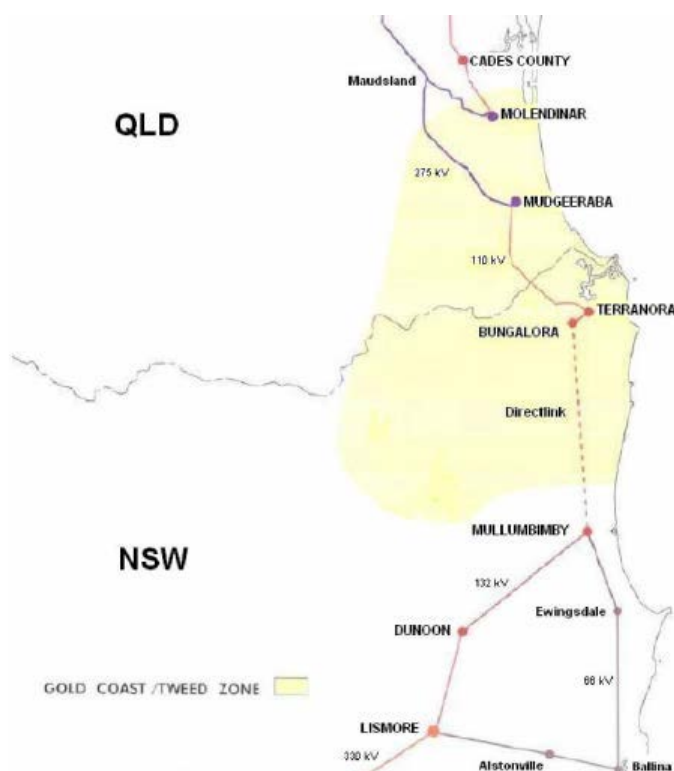 CADES COUNTY
Maudsland
MOLENDINAR
QLD
275 kV
MUDGEERABA
110 kV
TERRANORA
BUNGALORA
Directlink
MULLUMBIMBY
NSW
132 kV
Ewingsdale
DUNOON
66 kV
GOLD COAST/TWEED ZONE
LISMORE
330 kV
Alstonville
Ballina